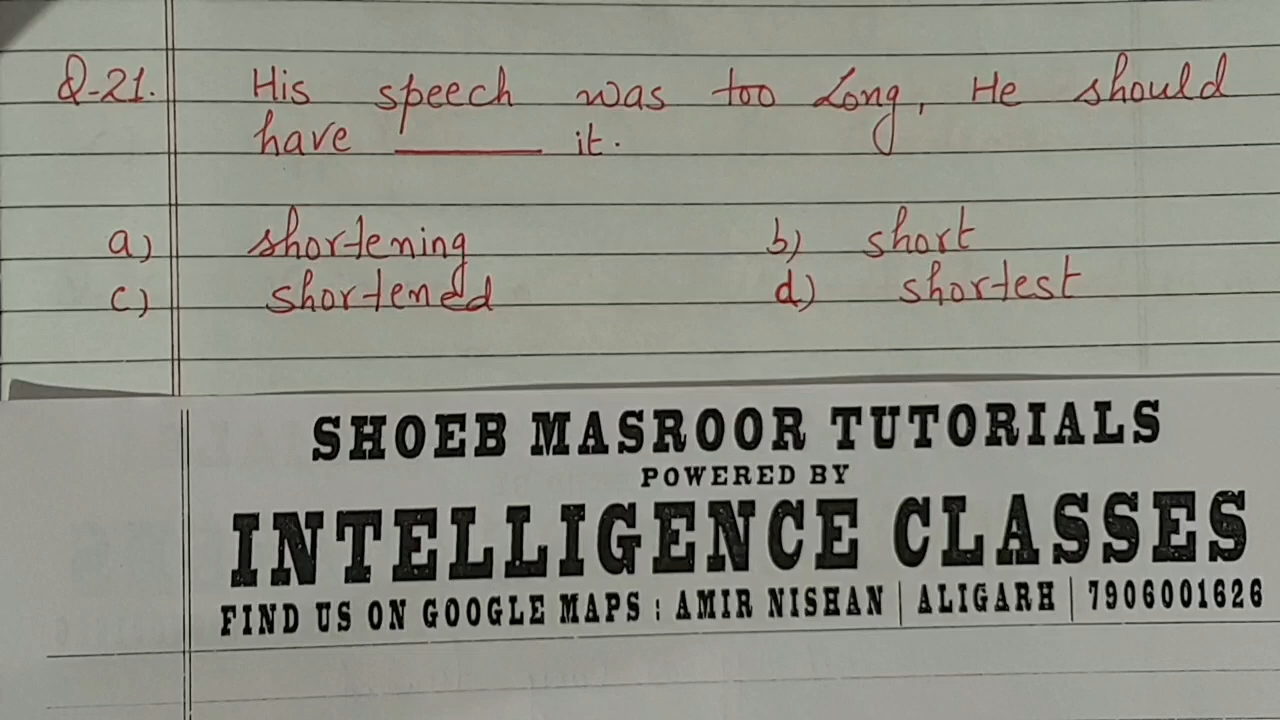 Q-21. His speech was too Long, He should
have ______ it.
a) shortening b) short
c) shortened d) shortest
SHOEB MASROOR TUTORIALS
POWERED BY
INTELLIGENCE CLASSES
FIND US ON GOOGLE MAPS : AMIR NISHAN | ALIGARH | 7906001626